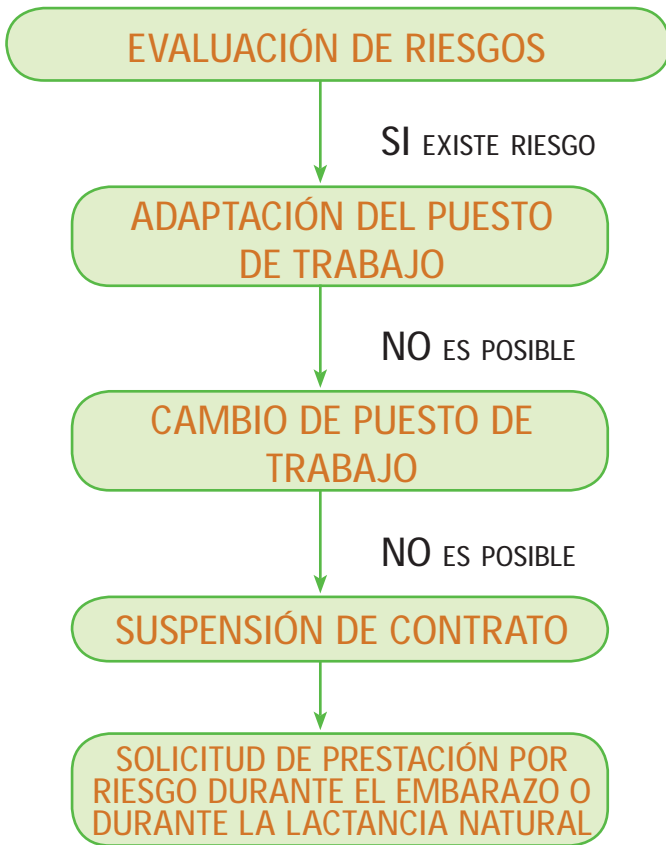 EVALUACIÓN DE RIESGOS
SI EXISTE RIESGO
ADAPTACIÓN DEL PUESTO
DE TRABAJO
NO ES POSIBLE
CAMBIO DE PUESTO DE
TRABAJO
NO ES POSIBLE
SUSPENSIÓN DE CONTRATO
SOLICITUD DE PRESTACIÓN POR
RIESGO DURANTE EL EMBARAZO O
DURANTE LA LACTANCIA NATURAL